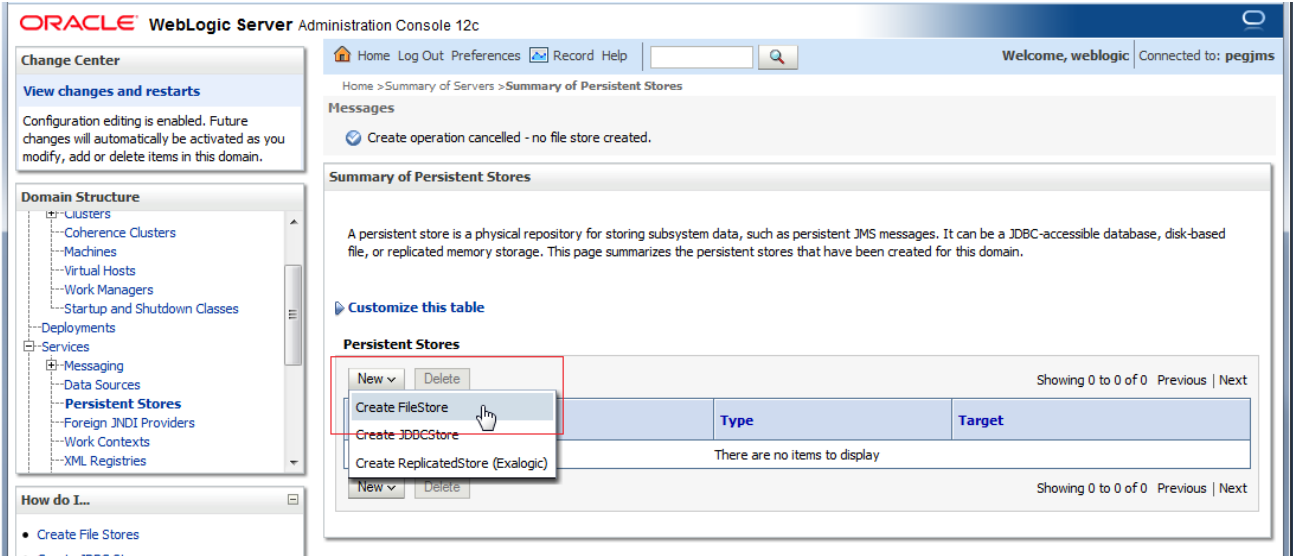 ORACLE WebLogic Server Administration Console 12c
Change Center
View changes and restarts
Configuration editing is enabled. Future
changes will automatically be activated as you
modify, add or delete items in this domain.
Domain Structure
Clusters
Coherence Clusters
Machines
Virtual Hosts
Work Managers
Startup and Shutdown Classes
Deployments
Services
Messaging
Data Sources
Persistent Stores
Foreign JNDI Providers
Work Contexts
XML Registries
How do I...
Create File Stores
Home Log Out Preferences Record Help
Welcome, weblogic Connected to: pegjms
Home >Summary of Servers >Summary of Persistent Stores
Messages
Create operation cancelled - no file store created.
Summary of Persistent Stores
A persistent store is a physical repository for storing subsystem data, such as persistent JMS messages. It can be a JDBC-accessible database, disk-based
file, or replicated memory storage. This page summarizes the persistent stores that have been created for this domain.
Customize this table
Persistent Stores
New Delete
Showing 0 to 0 of 0 Previous | Next
Create FileStore
Create JDBCStore
Create ReplicatedStore (Exalogic)
Type Target
There are no items to display
New Delete
Showing 0 to 0 of 0 Previous | Next